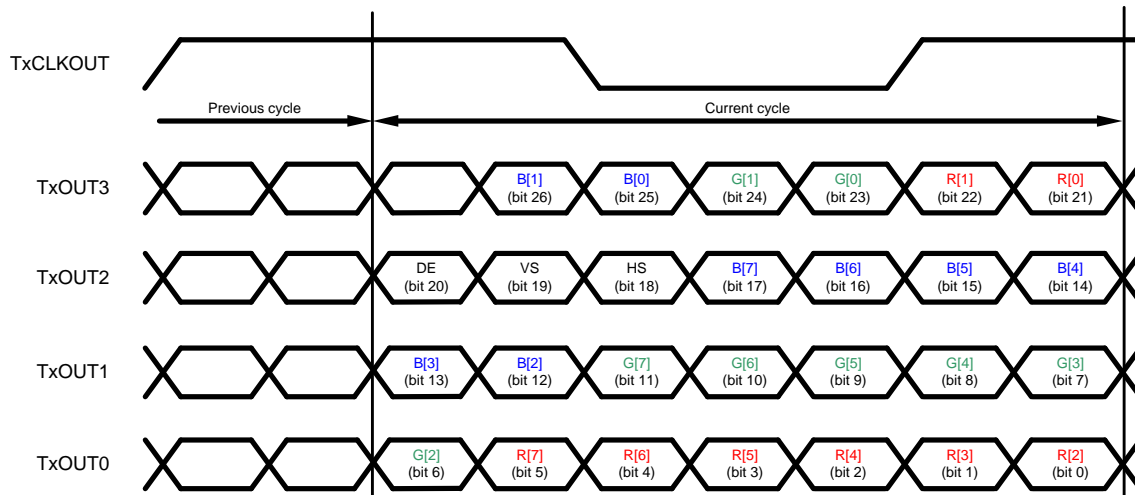 TxCLKOUT
Previous cycle
Current cycle
TxOUT3
B[1] B[0] G[1] G[0] R[1] R[0]
(bit 26) (bit 25) (bit 24) (bit 23) (bit 22) (bit 21)
TxOUT2
DE VS HS B[7] B[6] B[5] B[4]
(bit 20) (bit 19) (bit 18) (bit 17) (bit 16) (bit 15) (bit 14)
TxOUT1
B[3] B[2] G[7] G[6] G[5] G[4] G[3]
(bit 13) (bit 12) (bit 11) (bit 10) (bit 9) (bit 8) (bit 7)
TxOUT0
G[2] R[7] R[6] R[5] R[4] R[3] R[2]
(bit 6) (bit 5) (bit 4) (bit 3) (bit 2) (bit 1) (bit 0)